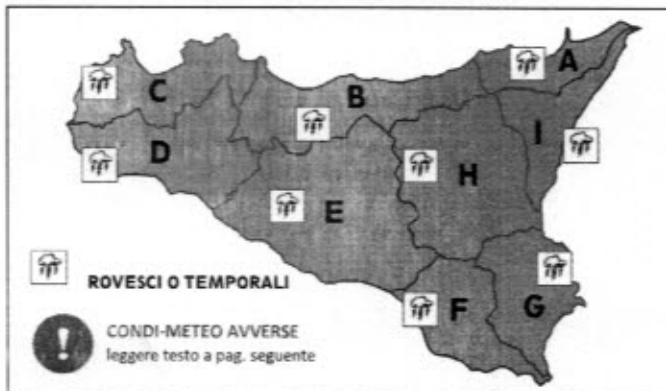 A
C
B
I
D
H
E
G
F
ROVESCI O TEMPORALI
CONDI-METEO AVVERSE
leggere testo a pag. seguente